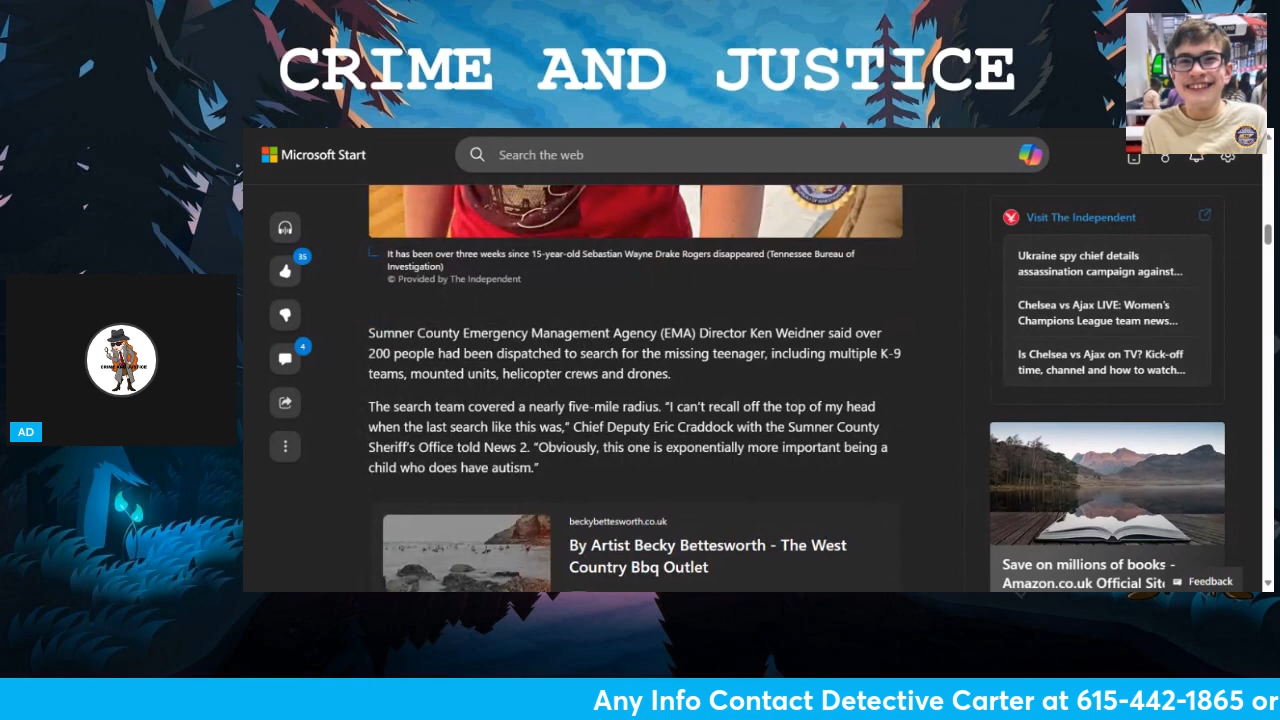 CRIME AND JUSTICE
Microsoft Start
Search the web
35
4
It has been over three weeks since 15-year-old Sebastian Wayne Drake Rogers disappeared (Tennessee Bureau of
Investigation)
© Provided by The Independent
Sumner County Emergency Management Agency (EMA) Director Ken Weidner said over
200 people had been dispatched to search for the missing teenager, including multiple K-9
teams, mounted units, helicopter crews and drones.
The search team covered a nearly five-mile radius. “I can’t recall off the top of my head
when the last search like this was,” Chief Deputy Eric Craddock with the Sumner County
Sheriff’s Office told News 2. “Obviously, this one is exponentially more important being a
child who does have autism.”
beckybettesworth.co.uk
By Artist Becky Bettesworth - The West
Country Bbq Outlet
Visit The Independent
Ukraine spy chief details
assassination campaign against...
Chelsea vs Ajax LIVE: Women's
Champions League team news...
Is Chelsea vs Ajax on TV? Kick-off
time, channel and how to watch...
Save on millions of books -
Amazon.co.uk Official Site
Feedback
CRIME AND JUSTICE
AD
Any Info Contact Detective Carter at 615-442-1865 or